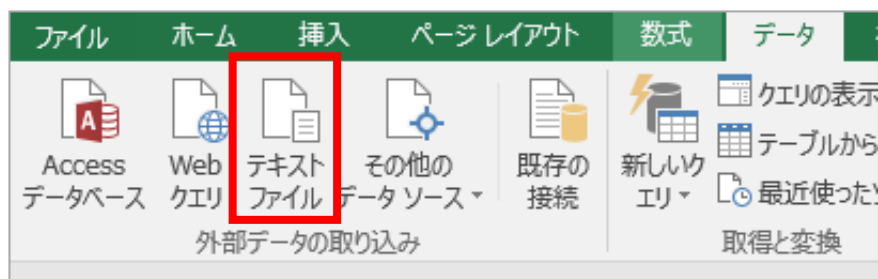 ファイル ホーム 挿入 ページ レイアウト 数式 データ
Access
データベース
Web
クエリ
テキスト
ファイル
その他の
データ ソース
既存の
接続
新しいク
エリ
クエリの表示
テーブルから
最近使った
外部データの取り込み
取得と変換